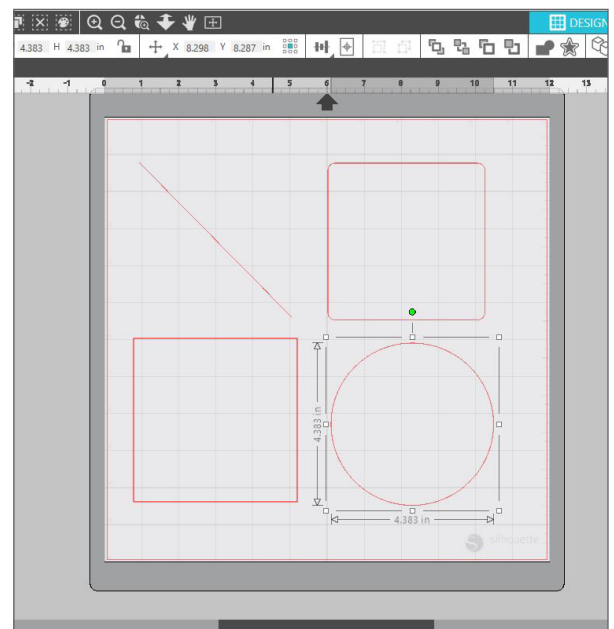 DESIGN
4.383 H 4.383 in X 8.298 Y 8.287 in
-2 -1 0 1 2 3 4 5 6 7 8 9 10 11 12 13
4.383 in
4.383 in
silhouette